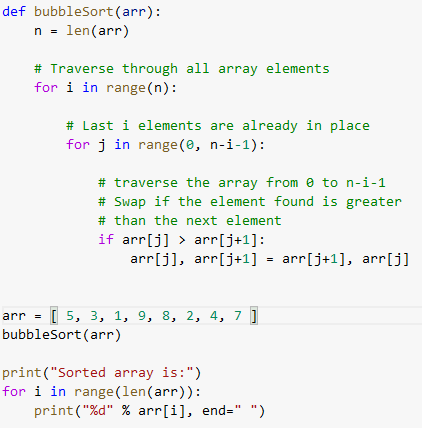 def bubbleSort(arr):
    n = len(arr)

    # Traverse through all array elements
    for i in range(n):

        # Last i elements are already in place
        for j in range(0, n-i-1):

            # traverse the array from 0 to n-i-1
            # Swap if the element found is greater
            # than the next element
            if arr[j] > arr[j+1]:
                arr[j], arr[j+1] = arr[j+1], arr[j]


arr = [ 5, 3, 1, 9, 8, 2, 4, 7 ]
bubbleSort(arr)

print("Sorted array is:")
for i in range(len(arr)):
    print("%d" % arr[i], end=" ")